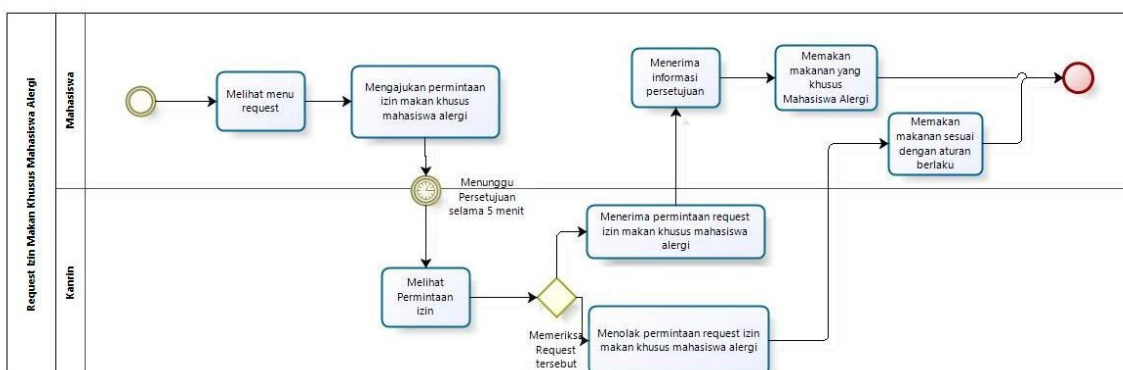 Request Izin Makan Khusus Mahasiswa Alergi
Mahasiswa
Melihat menu
request
Mengajukan permintaan
izin makan khusus
mahasiswa alergi
Menerima
informasi
persetujuan
Memakan
makanan yang
khusus
Mahasiswa Alergi
Memakan
makanan sesuai
dengan aturan
berlaku
Menunggu
Persetujuan
selama 5 menit
Kanrin
Melihat
Permintaan
izin
Memeriksa
Request
tersebut
Menerima permintaan request
izin makan khusus mahasiswa
alergi
Menolak permintaan request izin
makan khusus mahasiswa alergi